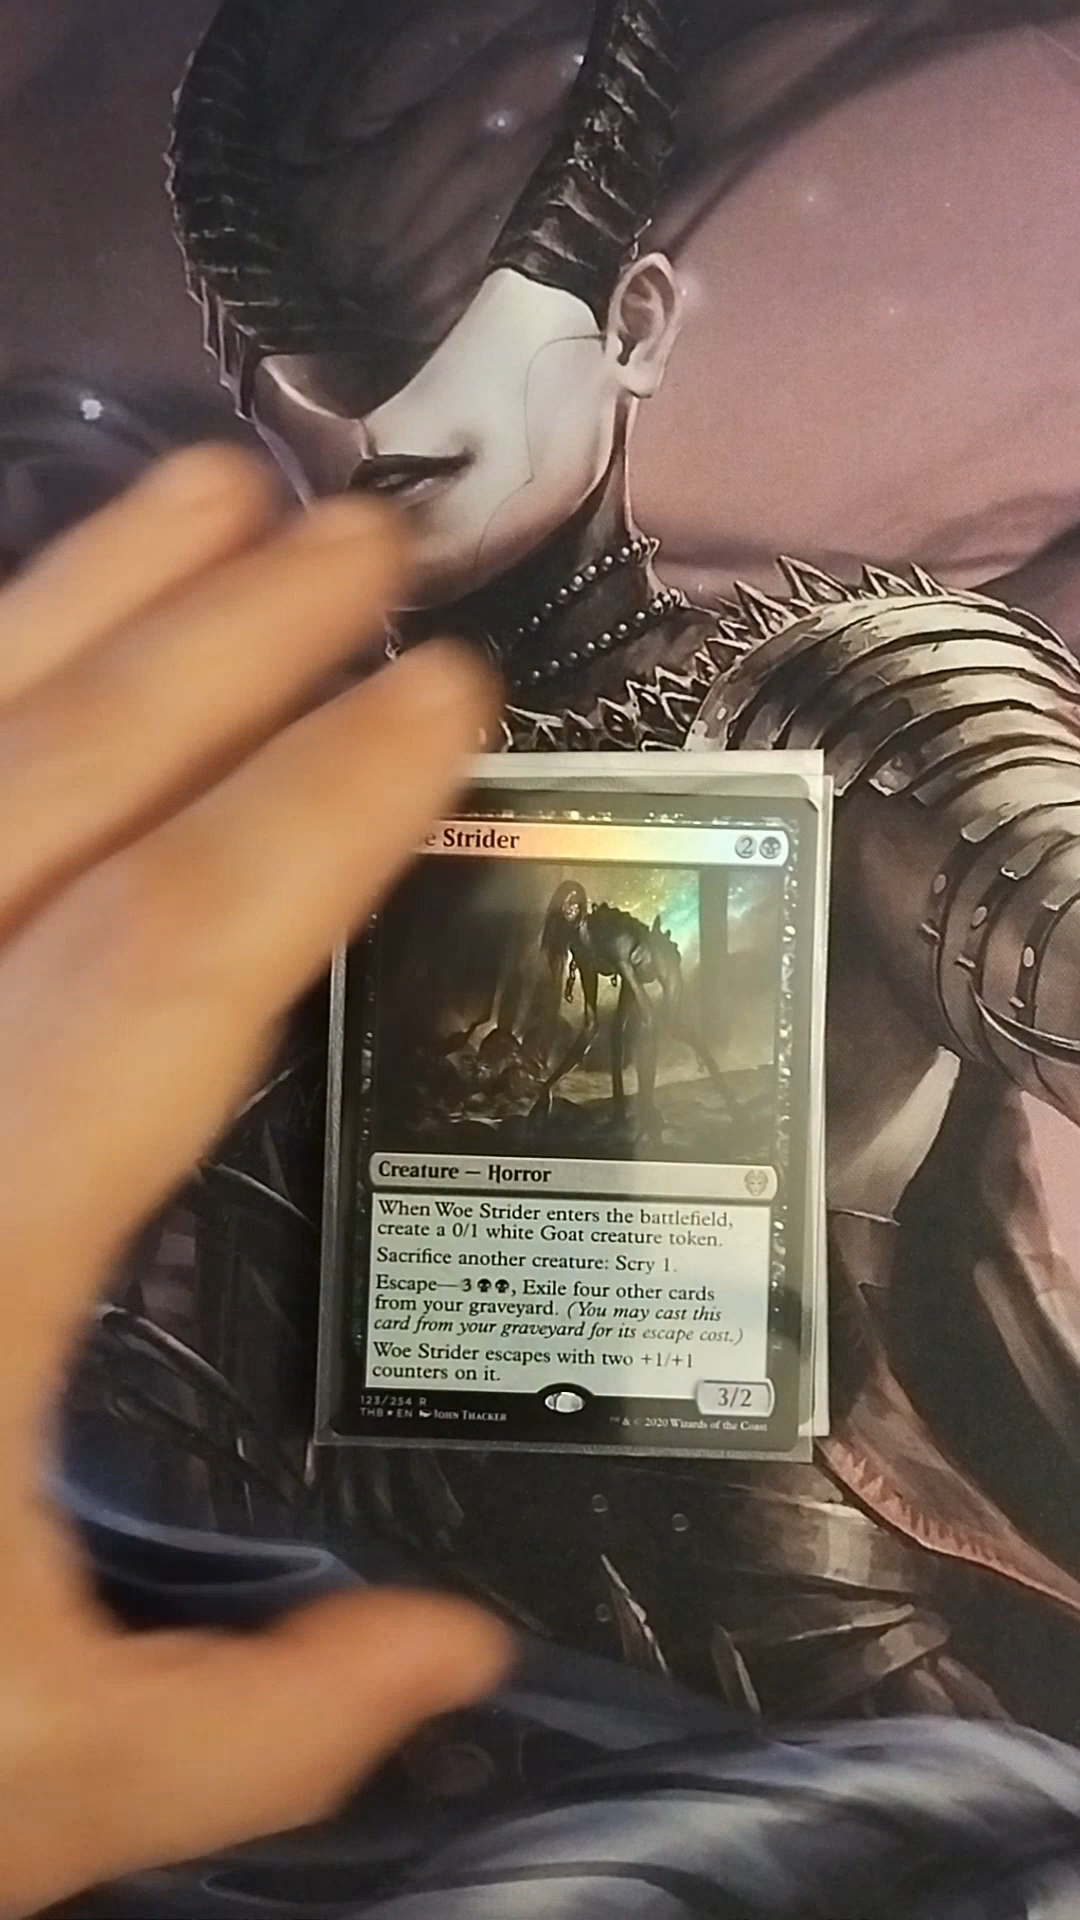 Strider
2
Creature — Horror
When Woe Strider enters the battlefield,
create a 0/1 white Goat creature token.
Sacrifice another creature: Scry 1.
Escape—3, Exile four other cards
from your graveyard. (You may cast this
card from your graveyard for its escape cost.)
Woe Strider escapes with two +1/+1
counters on it.
3/2
123/254 R
THB ★ EN JOHN THACKER
™ & © 2020 Wizards of the Coast